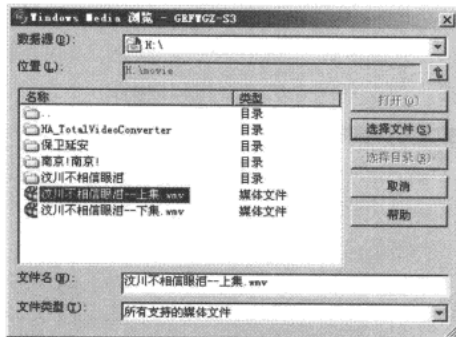 Windows Media 浏览 - GRFWGZ-S3
数据源(D): H:\
位置(L): H:\movie
名称 类型
.. 目录
HA_TotalVideoConverter 目录
保卫延安 目录
南京!南京! 目录
汶川不相信眼泪 目录
汶川不相信眼泪--上集.wmv 媒体文件
汶川不相信眼泪--下集.wmv 媒体文件
打开(O)
选择文件(S)
选择目录(R)
取消
帮助
文件名(N): 汶川不相信眼泪--上集.wmv
文件类型(T): 所有支持的媒体文件